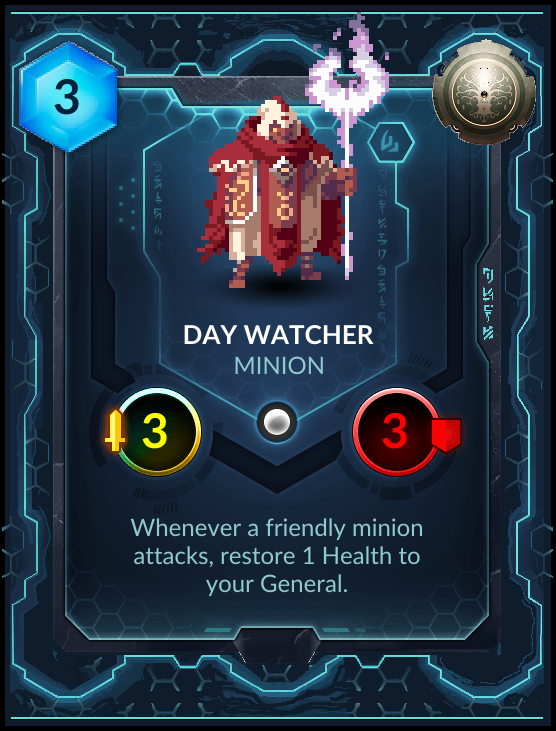 3
DAY WATCHER
MINION
3
3
Whenever a friendly minion
attacks, restore 1 Health to
your General.